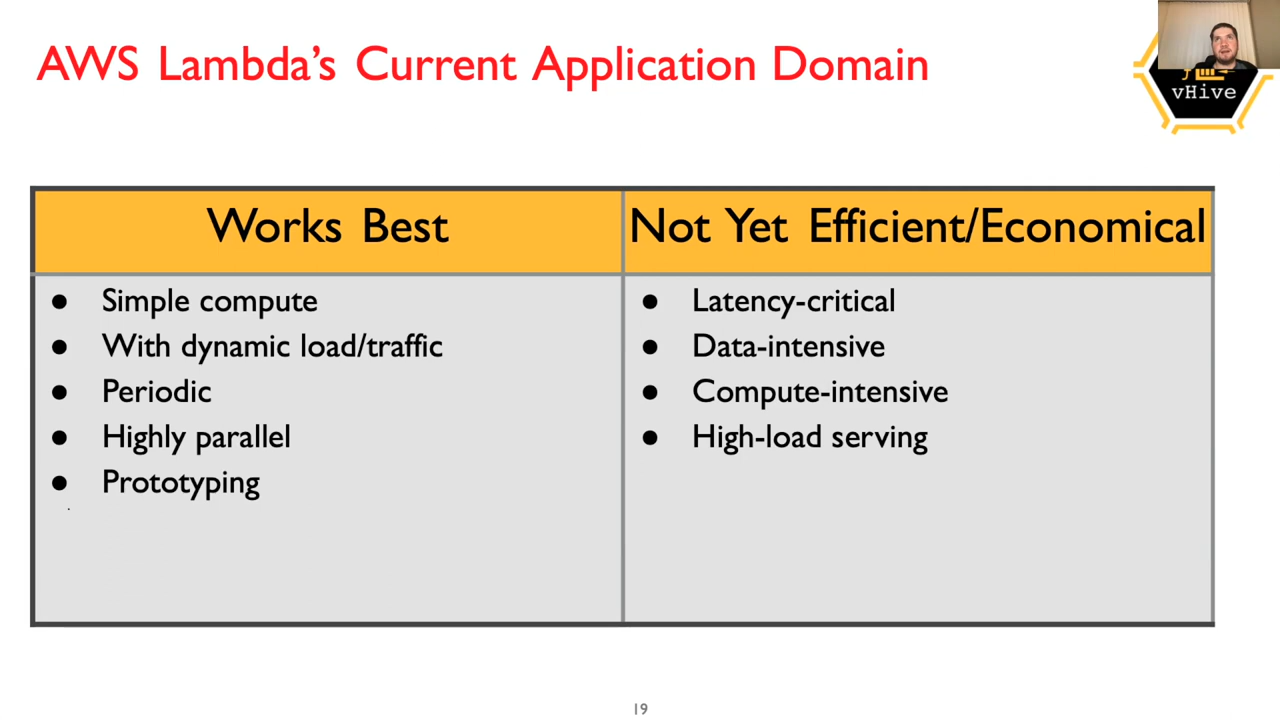 AWS Lambda's Current Application Domain
vHive
Works Best
Not Yet Efficient/Economical
● Simple compute
● With dynamic load/traffic
● Periodic
● Highly parallel
● Prototyping
● Latency-critical
● Data-intensive
● Compute-intensive
● High-load serving
19